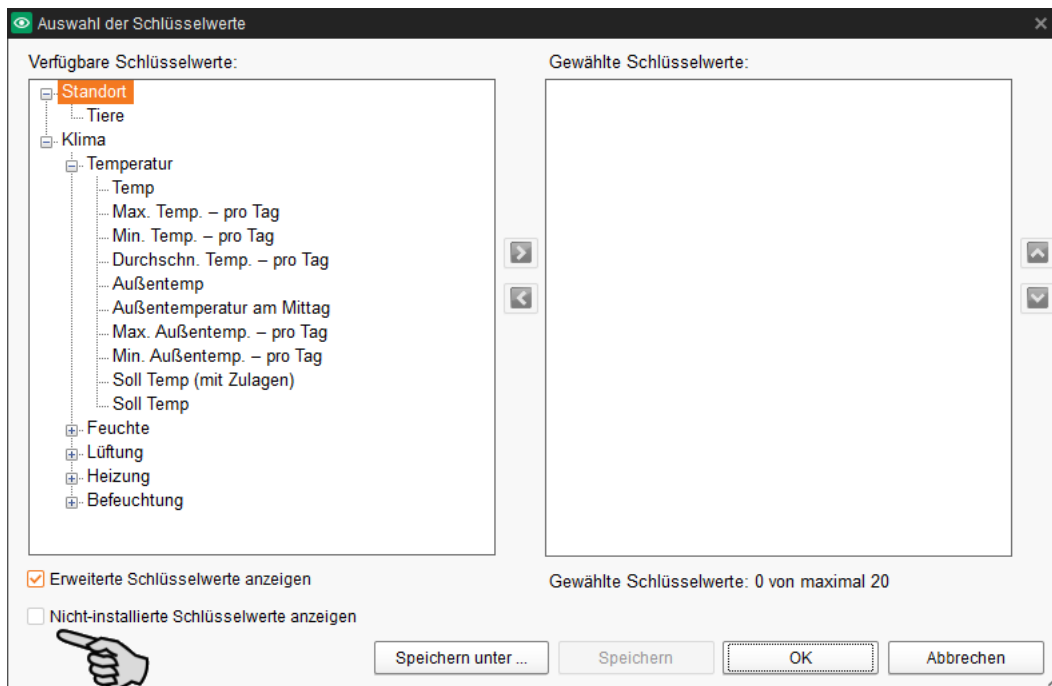 Auswahl der Schlüsselwerte
Verfügbare Schlüsselwerte:
Standort
Tiere
Klima
Temperatur
Temp
Max. Temp. – pro Tag
Min. Temp. – pro Tag
Durchschn. Temp. – pro Tag
Außentemp
Außentemperatur am Mittag
Max. Außentemp. – pro Tag
Min. Außentemp. – pro Tag
Soll Temp (mit Zulagen)
Soll Temp
Feuchte
Lüftung
Heizung
Befeuchtung
Erweiterte Schlüsselwerte anzeigen
Nicht-installierte Schlüsselwerte anzeigen
Gewählte Schlüsselwerte:
Gewählte Schlüsselwerte: 0 von maximal 20
Speichern unter ...
Speichern
OK
Abbrechen